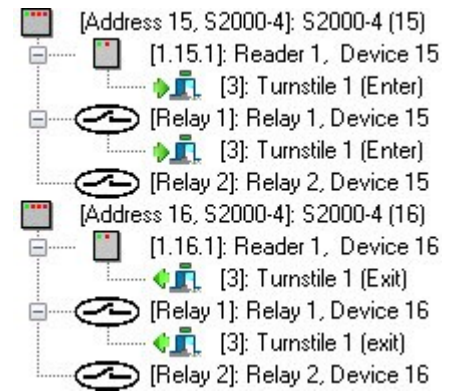 [Address 15, S2000-4]: S2000-4 (15)
[1.15.1]: Reader 1, Device 15
[3]: Turnstile 1 (Enter)
[Relay 1]: Relay 1, Device 15
[3]: Turnstile 1 (Enter)
[Relay 2]: Relay 2, Device 15
[Address 16, S2000-4]: S2000-4 (16)
[1.16.1]: Reader 1, Device 16
[3]: Turnstile 1 (Exit)
[Relay 1]: Relay 1, Device 16
[3]: Turnstile 1 (exit)
[Relay 2]: Relay 2, Device 16